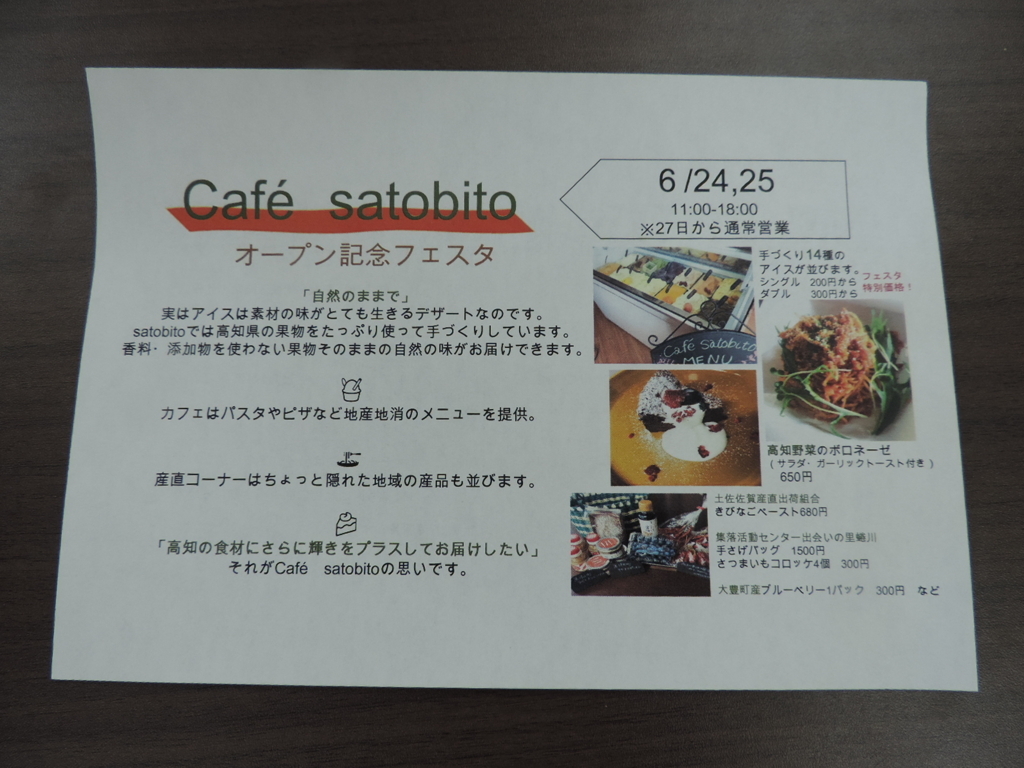 Café satobito
オープン記念フェスタ
「自然のままで」
実はアイスは素材の味がとても生きるデザートなのです。
satobitoでは高知県の果物をたっぷり使って手づくりしています。
香料・添加物を使わない果物そのままの自然の味がお届けできます。
カフェはパスタやピザなど地産地消のメニューを提供。
産直コーナーはちょっと隠れた地域の産品も並びます。
「高知の食材にさらに輝きをプラスしてお届けしたい」
それがCafé satobitoの思いです。
6 /24,25
11:00-18:00
※27日から通常営業
手づくり14種の
アイスが並びます。
シングル 200円から
ダブル 300円から
フェスタ
特別価格！
Café Satobito
MENU
高知野菜のボロネーゼ
（サラダ・ガーリックトースト付き）
650円
土佐佐賀産直出荷組合
きびなごペースト680円
集落活動センター出会いの里蜷川
手さげバッグ 1500円
さつまいもコロッケ4個 300円
大豊町産ブルーベリー1パック 300円 など